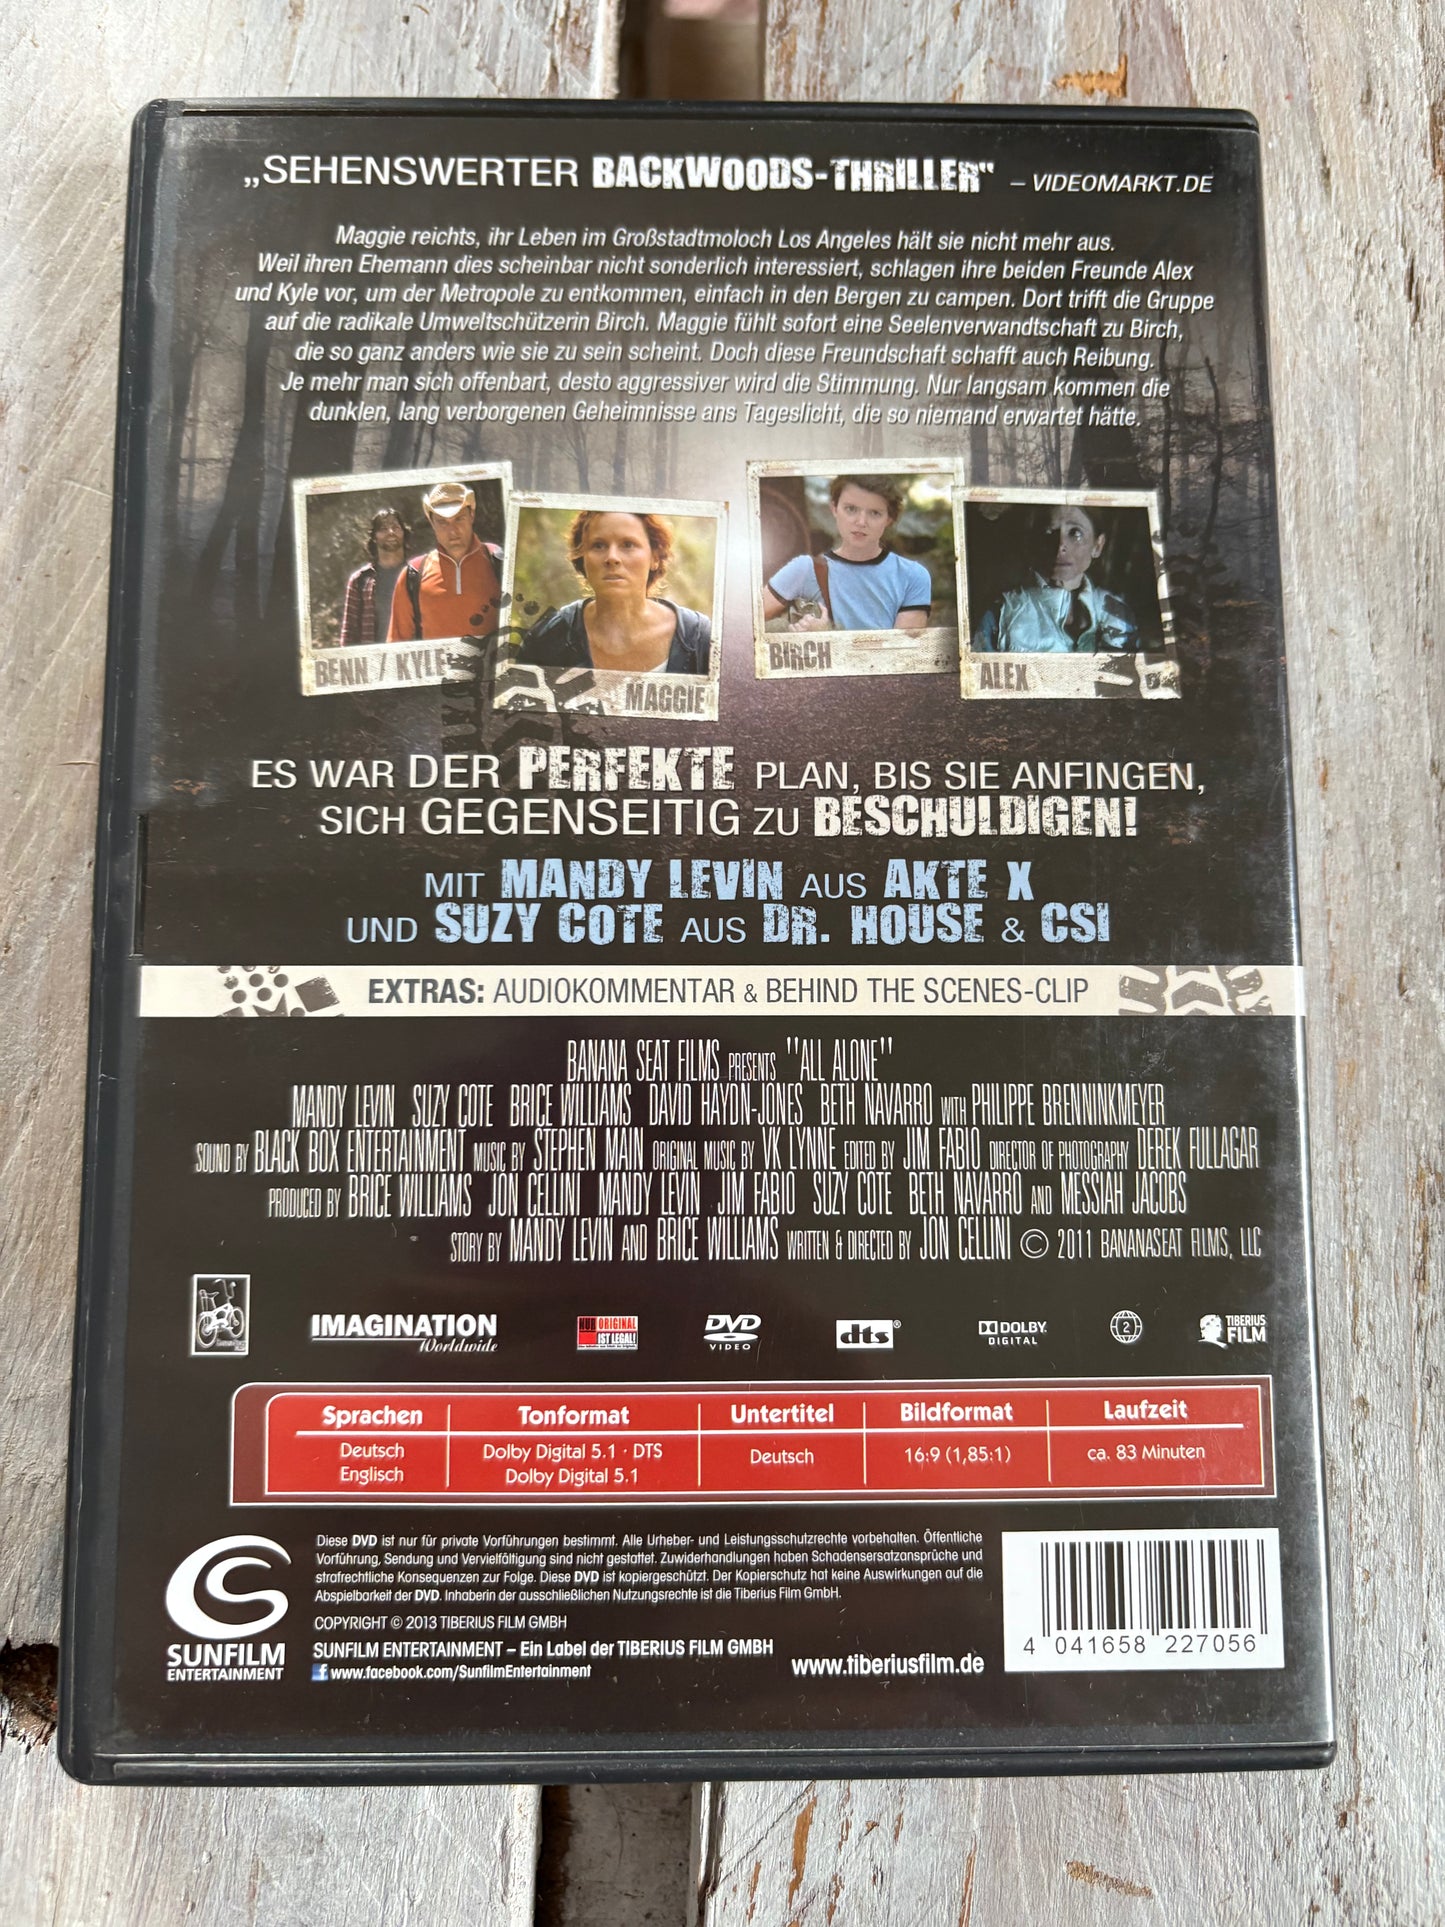 „SEHENSWERTER BACKWOODS-THRILLER" – VIDEOMARKT.DE
Maggie reichts, ihr Leben im Großstadtmoloch Los Angeles hält sie nicht mehr aus.
Weil ihren Ehemann dies scheinbar nicht sonderlich interessiert, schlagen ihre beiden Freunde Alex
und Kyle vor, um der Metropole zu entkommen, einfach in den Bergen zu campen. Dort trifft die Gruppe
auf die radikale Umweltschützerin Birch. Maggie fühlt sofort eine Seelenverwandtschaft zu Birch,
die so ganz anders wie sie zu sein scheint. Doch diese Freundschaft schafft auch Reibung.
Je mehr man sich offenbart, desto aggressiver wird die Stimmung. Nur langsam kommen die
dunklen, lang verborgenen Geheimnisse ans Tageslicht, die so niemand erwartet hätte.
BENN / KYLE
MAGGIE
BIRCH
ALEX
ES WAR DER PERFEKTE PLAN, BIS SIE ANFINGEN,
SICH GEGENSEITIG ZU BESCHULDIGEN!
MIT MANDY LEVIN AUS AKTE X
UND SUZY COTE AUS DR. HOUSE & CSI
EXTRAS: AUDIOKOMMENTAR & BEHIND THE SCENES-CLIP
BANANA SEAT FILMS PRESENTS "ALL ALONE"
MANDY LEVIN SUZY COTE BRICE WILLIAMS DAVID HAYDN-JONES BETH NAVARRO WITH PHILIPPE BRENNINKMEYER
SOUND BY BLACK BOX ENTERTAINMENT MUSIC BY STEPHEN MAIN ORIGINAL MUSIC BY VK LYNNE EDITED BY JIM FABIO DIRECTOR OF PHOTOGRAPHY DEREK FULLAGAR
PRODUCED BY BRICE WILLIAMS JON CELLINI MANDY LEVIN JIM FABIO SUZY COTE BETH NAVARRO AND MESSIAH JACOBS
STORY BY MANDY LEVIN AND BRICE WILLIAMS WRITTEN & DIRECTED BY JON CELLINI © 2011 BANANASEAT FILMS, LLC
IMAGINATION
Worldwide
NUR ORIGINAL
IST LEGAL!
DVD
VIDEO
dts®
DOLBY
DIGITAL
2
TIBERIUS
FILM
Sprachen Tonformat Untertitel Bildformat Laufzeit
Deutsch Dolby Digital 5.1 · DTS Deutsch 16:9 (1,85:1) ca. 83 Minuten
Englisch Dolby Digital 5.1
Diese DVD ist nur für private Vorführungen bestimmt. Alle Urheber- und Leistungsschutzrechte vorbehalten. Öffentliche
Vorführung, Sendung und Vervielfältigung sind nicht gestattet. Zuwiderhandlungen haben Schadensersatzansprüche und
strafrechtliche Konsequenzen zur Folge. Diese DVD ist kopiergeschützt. Der Kopierschutz hat keine Auswirkungen auf die
Abspielbarkeit der DVD. Inhaberin der ausschließlichen Nutzungsrechte ist die Tiberius Film GmbH.
COPYRIGHT © 2013 TIBERIUS FILM GMBH
SUNFILM ENTERTAINMENT – Ein Label der TIBERIUS FILM GMBH
f www.facebook.com/SunfilmEntertainment
www.tiberiusfilm.de
SUNFILM
ENTERTAINMENT
4 041658 227056